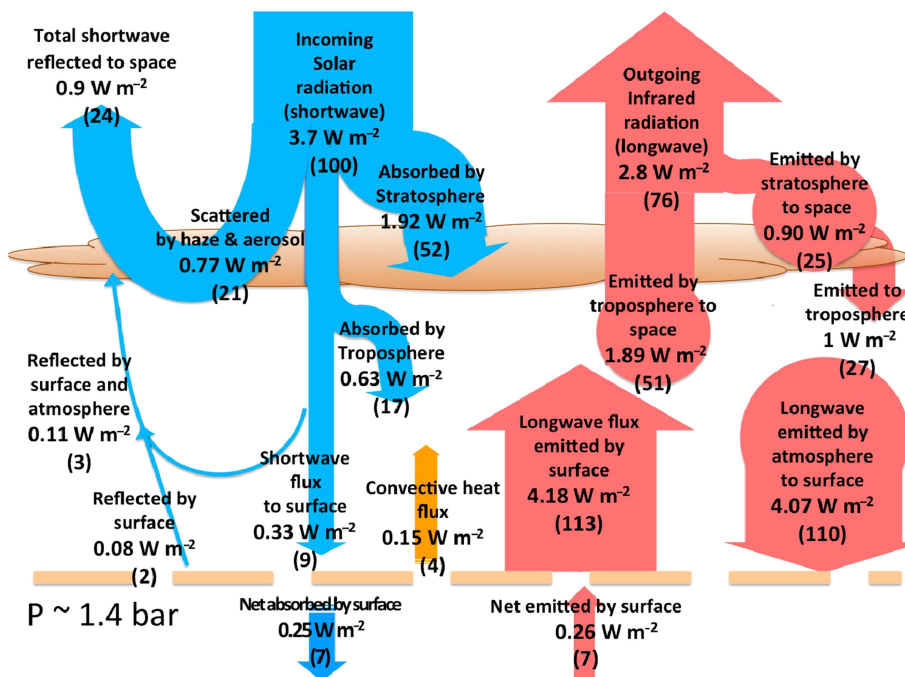 Total shortwave
reflected to space
0.9 W m⁻²
(24)
Incoming
Solar
radiation
(shortwave)
3.7 W m⁻²
(100)
Outgoing
Infrared
radiation
(longwave)
2.8 W m⁻²
(76)
Absorbed by
Stratosphere
1.92 W m⁻²
(52)
Emitted by
stratosphere
to space
0.90 W m⁻²
(25)
Scattered
by haze & aerosol
0.77 W m⁻²
(21)
Emitted by
troposphere to
space
1.89 W m⁻²
(51)
Emitted to
troposphere
1 W m⁻²
(27)
Absorbed by
Troposphere
0.63 W m⁻²
(17)
Reflected by
surface and
atmosphere
0.11 W m⁻²
(3)
Longwave flux
emitted by
surface
4.18 W m⁻²
(113)
Longwave
emitted by
atmosphere
to surface
4.07 W m⁻²
(110)
Reflected by
surface
0.08 W m⁻²
(2)
Shortwave
flux
to surface
0.33 W m⁻²
(9)
Convective heat
flux
0.15 W m⁻²
(4)
P ~ 1.4 bar
Net absorbed by surface
0.25 W m⁻²
(7)
Net emitted by surface
0.26 W m⁻²
(7)